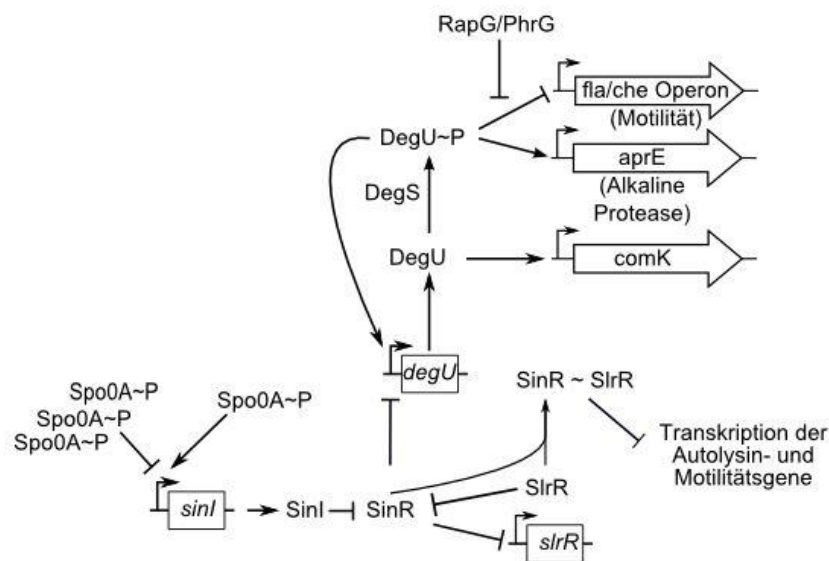 RapG/PhrG
fla/che Operon
(Motilität)
DegU~P
aprE
(Alkaline
Protease)
DegS
DegU
comK
degU
Spo0A~P
Spo0A~P
Spo0A~P
Spo0A~P
SinR ~ SlrR
Transkription der
Autolysin- und
Motilitätsgene
sinI
SinI
SinR
SlrR
slrR